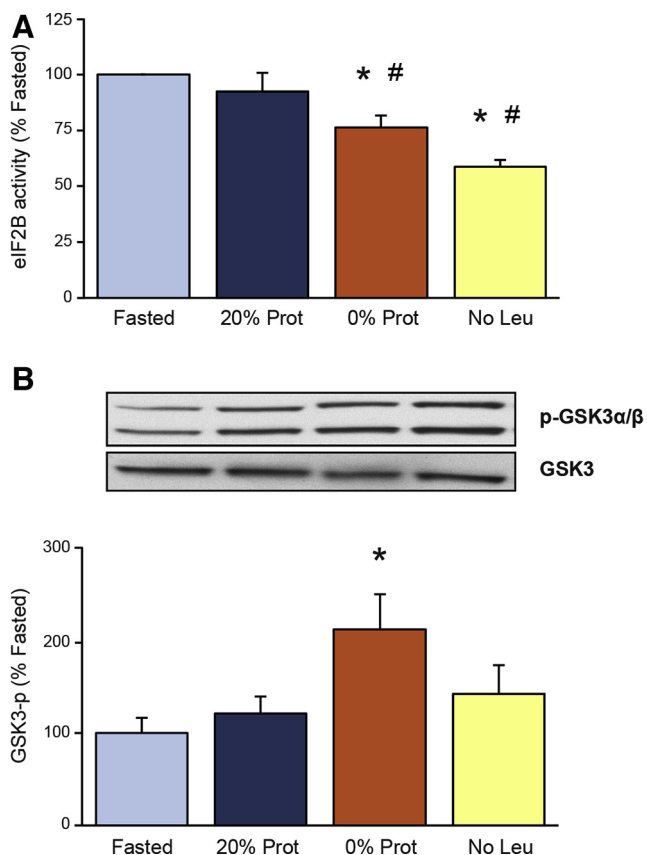 A
125
100
75
50
25
0
eIF2B activity (% Fasted)
* #
* #
Fasted 20% Prot 0% Prot No Leu
B
p-GSK3α/β
GSK3
300
200
100
0
GSK3-p (% Fasted)
*
Fasted 20% Prot 0% Prot No Leu